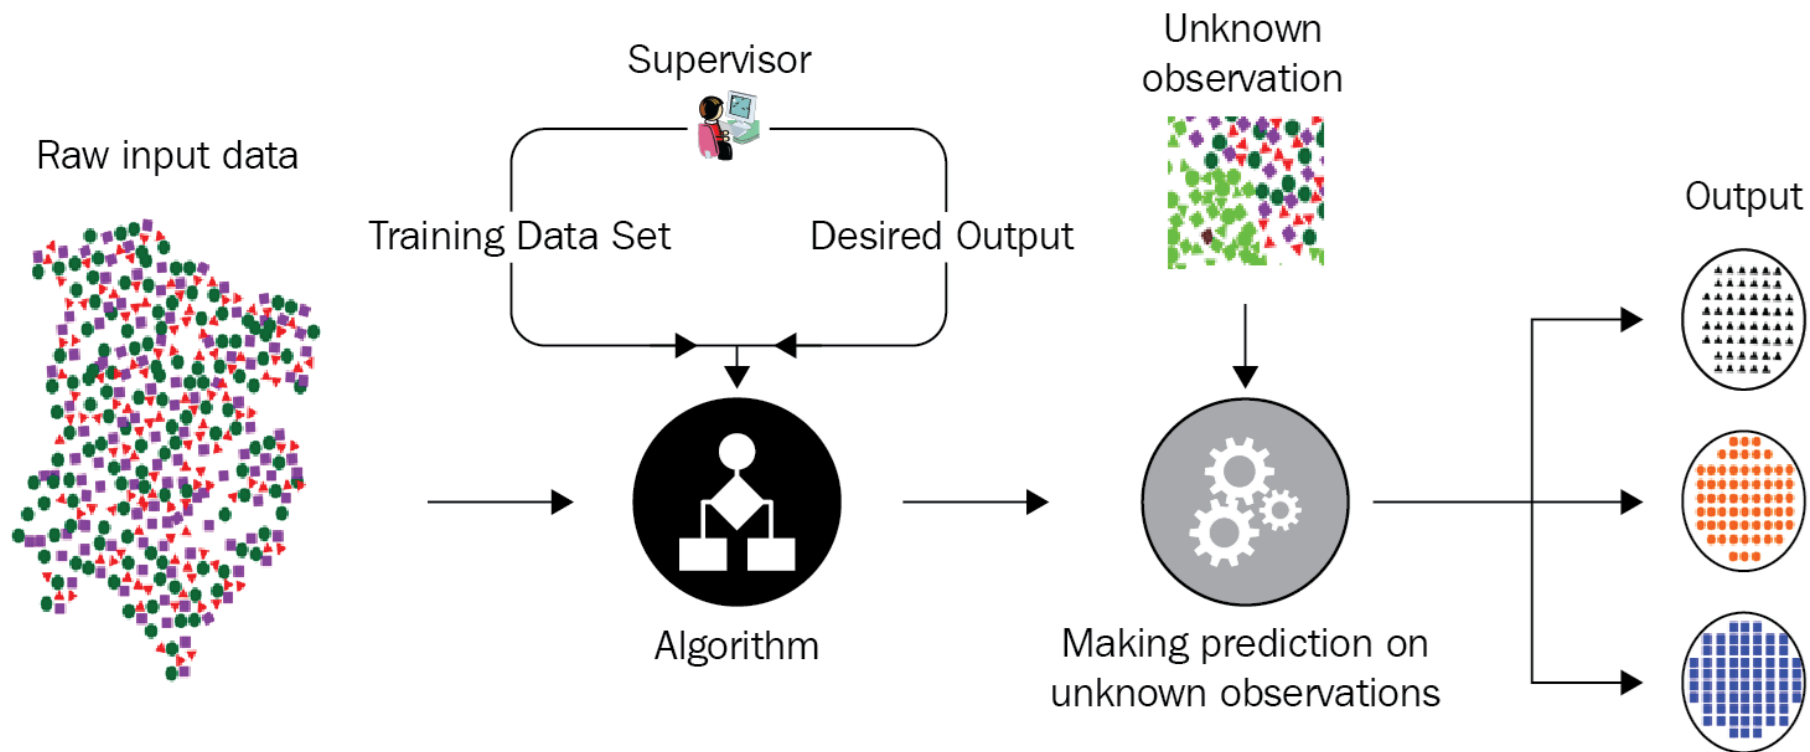 Raw input data
Supervisor
Training Data Set
Desired Output
Algorithm
Unknown
observation
Making prediction on
unknown observations
Output